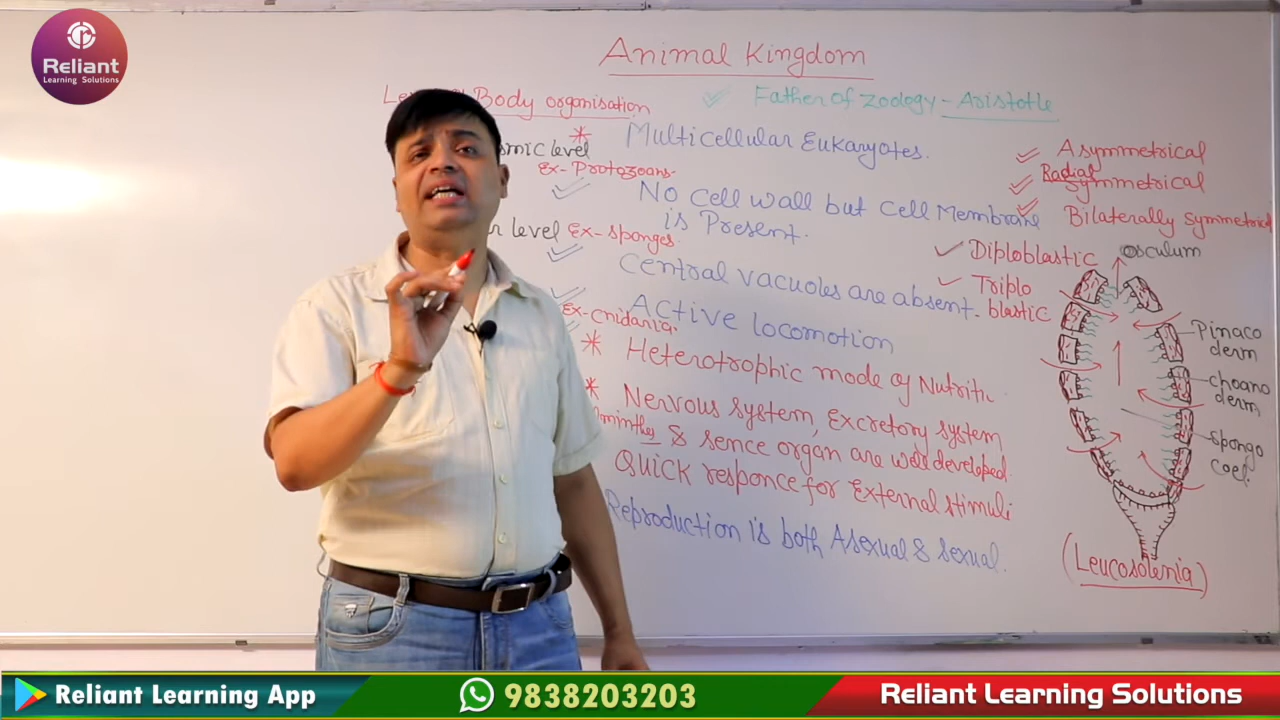 Reliant
Learning Solutions
Animal Kingdom
Body organisation
Father of Zoology - Aristotle
Multicellular Eukaryotes.
level
Ex- Protozoans.
No cell wall but cell Membrane
is Present.
level Ex- sponges.
Central vacuoles are absent.
Ex- Cnidaria.
Active locomotion
Heterotrophic mode of Nutriti
Nervous system, Excretory system
& sence organ are well developed.
Quick responce for External stimuli
Reproduction is both Asexual & sexual.
Asymmetrical
Radial
symmetrical
Bilaterally symmetrical
Diploblastic
Triplo
blastic
osculum
Pinaco
derm
choano
derm
spongo
coel.
(Leucosolenia)
Reliant Learning App
9838203203
Reliant Learning Solutions